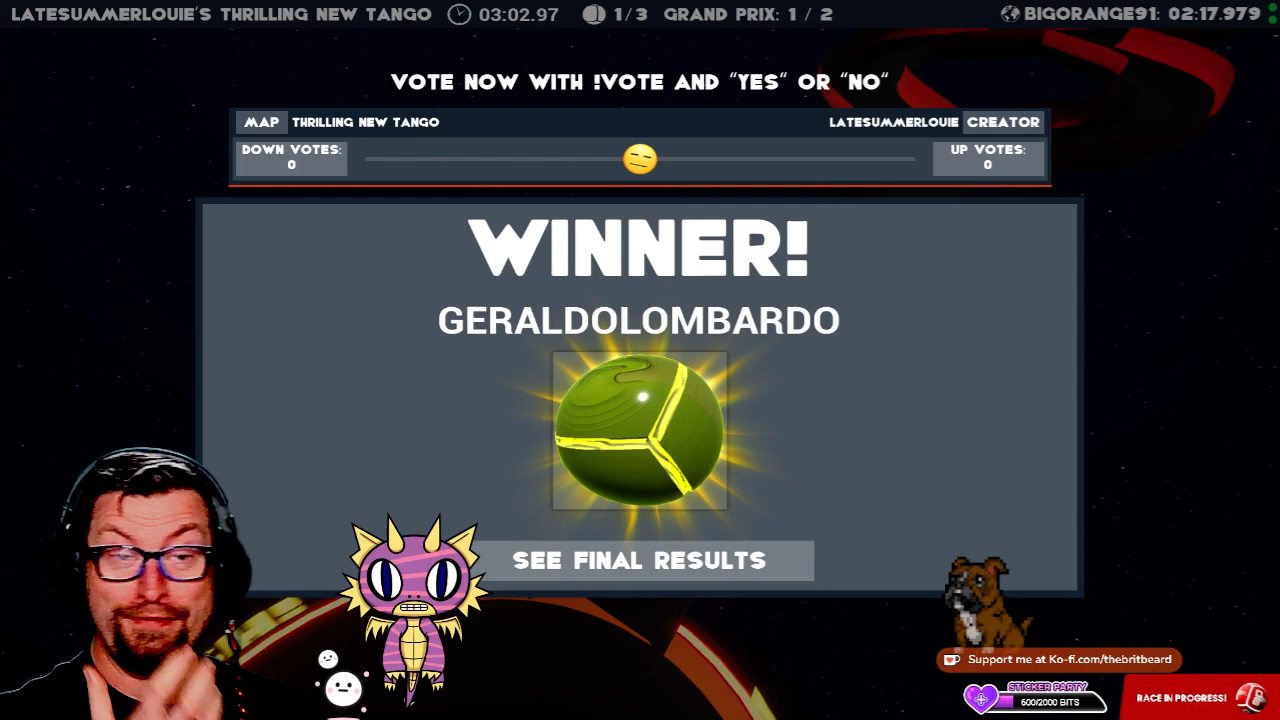 LATESUMMERLOUIE'S THRILLING NEW TANGO 03:02.97 1/3 GRAND PRIX: 1 / 2 BIGORANGE91: 02:17.979
VOTE NOW WITH !VOTE AND "YES" OR "NO"
MAP THRILLING NEW TANGO LATESUMMERLOUIE CREATOR
DOWN VOTES: UP VOTES:
0 0
WINNER!
GERALDOLOMBARDO
SEE FINAL RESULTS
Support me at Ko-fi.com/thebritbeard
STICKER PARTY
600/2000 BITS
RACE IN PROGRESS!